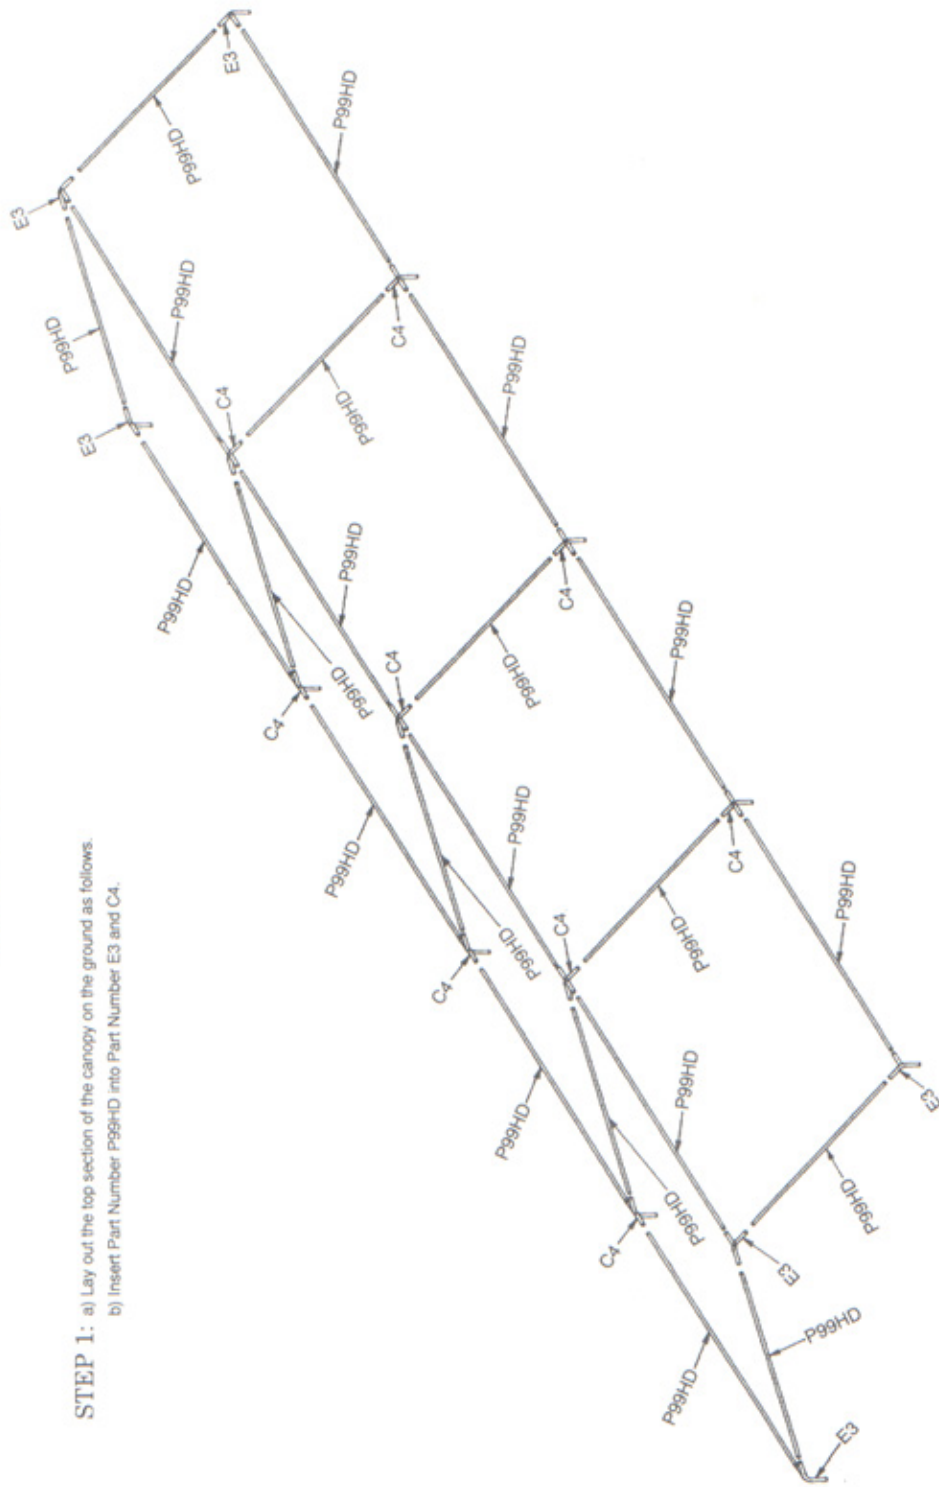 STEP 1: a) Lay out the top section of the canopy on the ground as follows.
b) Insert Part Number P99HD into Part Number E3 and C4.
E3
P99HD
P99HD
E3
P99HD
P99HD
C4
P99HD
P99HD
C4
E3
P99HD
P99HD
C4
P99HD
P99HD
C4
P99HD
C4
P99HD
P99HD
C4
P99HD
P99HD
C4
P99HD
C4
P99HD
P99HD
E3
P99HD
P99HD
C4
E3
P99HD
P99HD
E3